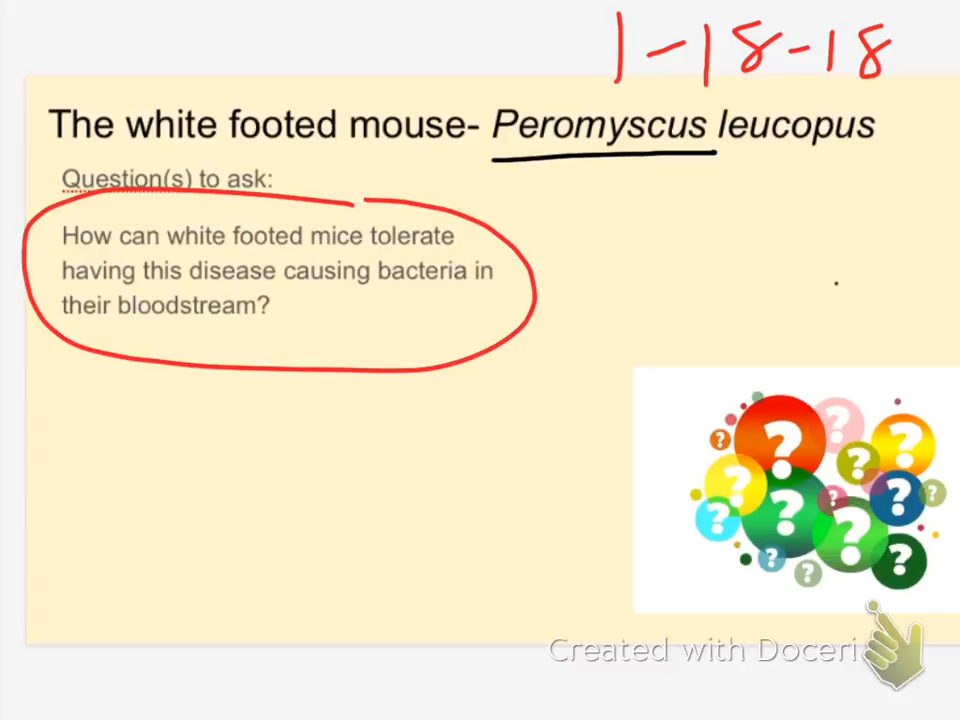 1-18-18
The white footed mouse- Peromyscus leucopus
Question(s) to ask:
How can white footed mice tolerate
having this disease causing bacteria in
their bloodstream?
? ? ? ? ? ? ? ? ? ? ? ? ?
Created with Doceri